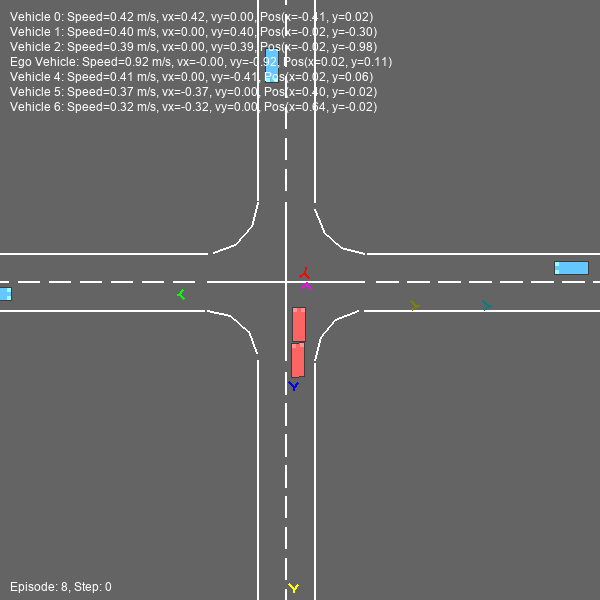 Vehicle 0: Speed=0.42 m/s, vx=0.42, vy=0.00, Pos(x=-0.41, y=0.02)
Vehicle 1: Speed=0.40 m/s, vx=0.00, vy=0.40, Pos(x=-0.02, y=-0.30)
Vehicle 2: Speed=0.39 m/s, vx=0.00, vy=0.39, Pos(x=-0.02, y=-0.98)
Ego Vehicle: Speed=0.92 m/s, vx=-0.00, vy=-0.92, Pos(x=0.02, y=0.11)
Vehicle 4: Speed=0.41 m/s, vx=0.00, vy=-0.41, Pos(x=0.02, y=0.06)
Vehicle 5: Speed=0.37 m/s, vx=-0.37, vy=0.00, Pos(x=0.40, y=-0.02)
Vehicle 6: Speed=0.32 m/s, vx=-0.32, vy=0.00, Pos(x=0.64, y=-0.02)
Episode: 8, Step: 0